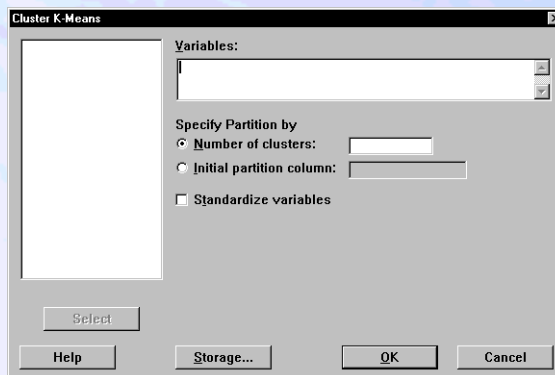 Cluster K-Means
Variables:
Specify Partition by
Number of clusters:
Initial partition column:
Standardize variables
Select
Help
Storage...
OK
Cancel